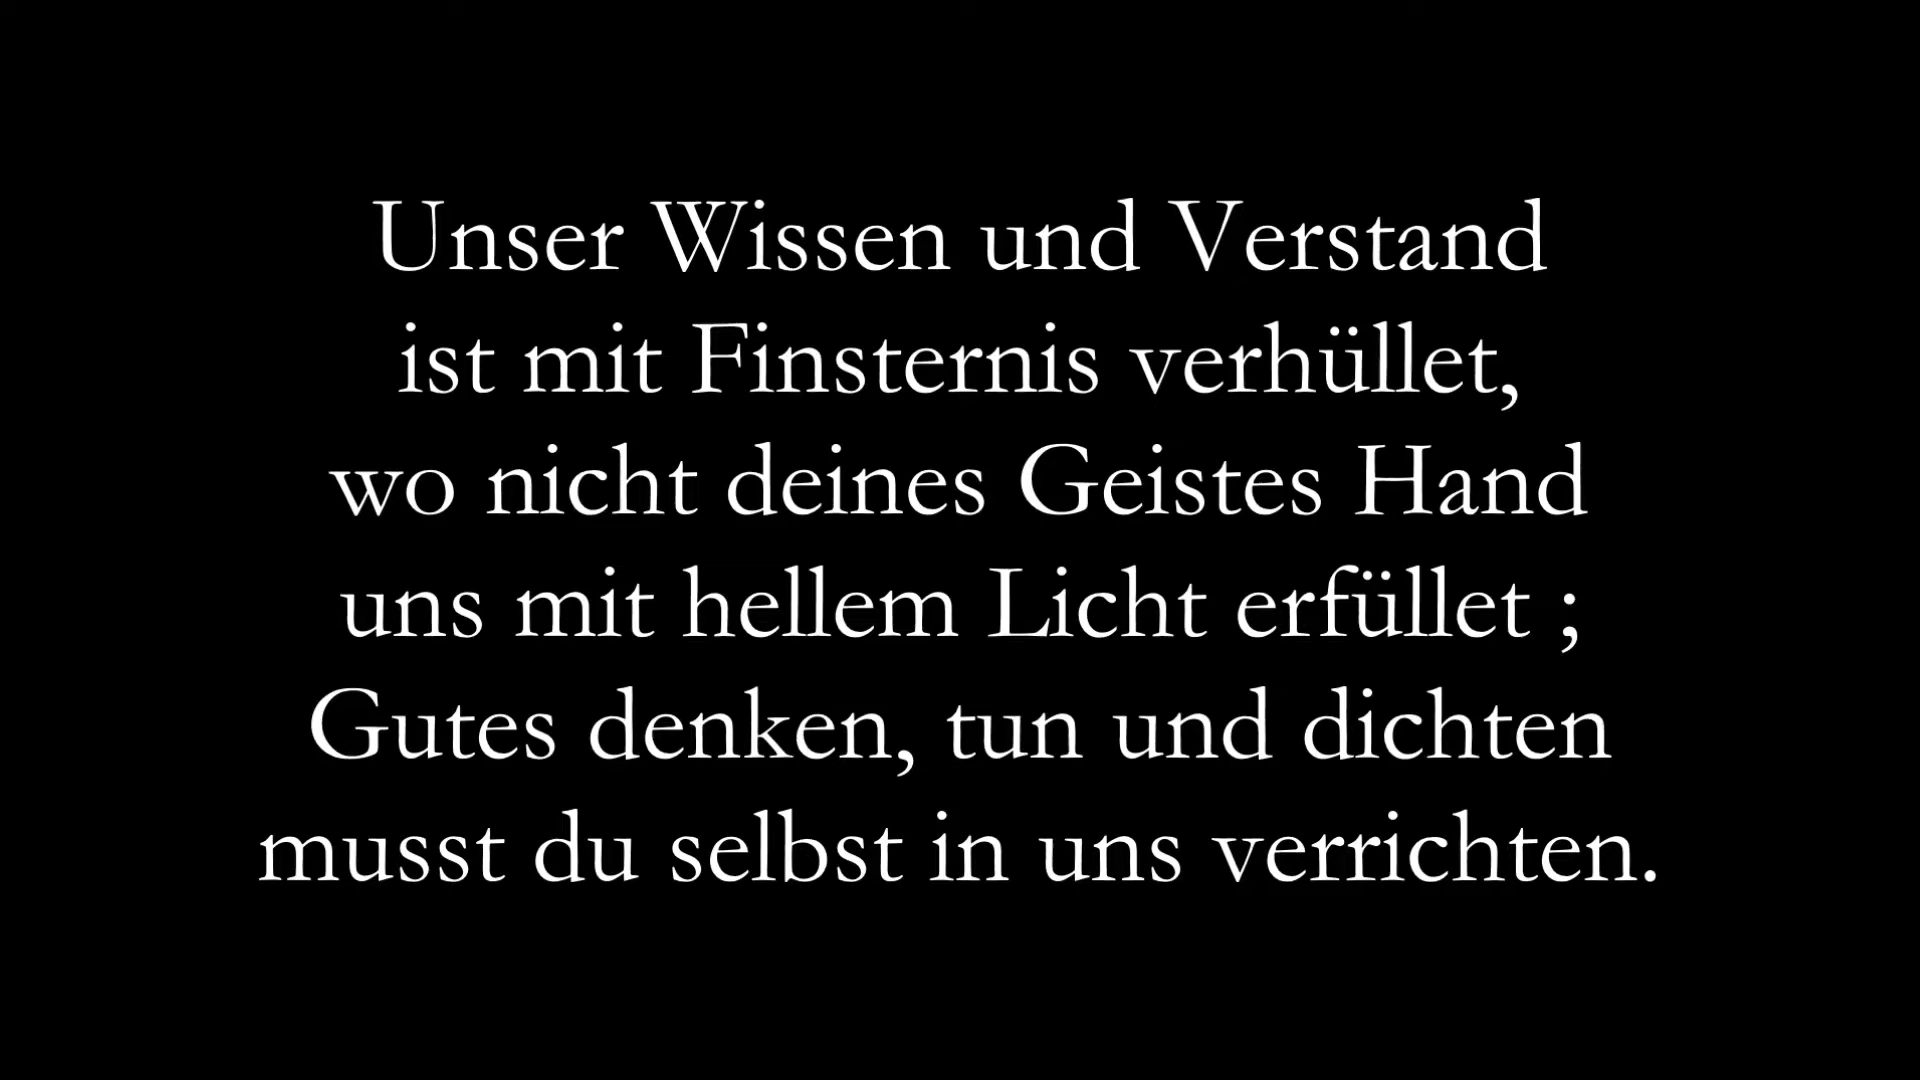 Unser Wissen und Verstand
ist mit Finsternis verhüllet,
wo nicht deines Geistes Hand
uns mit hellem Licht erfüllet ;
Gutes denken, tun und dichten
musst du selbst in uns verrichten.